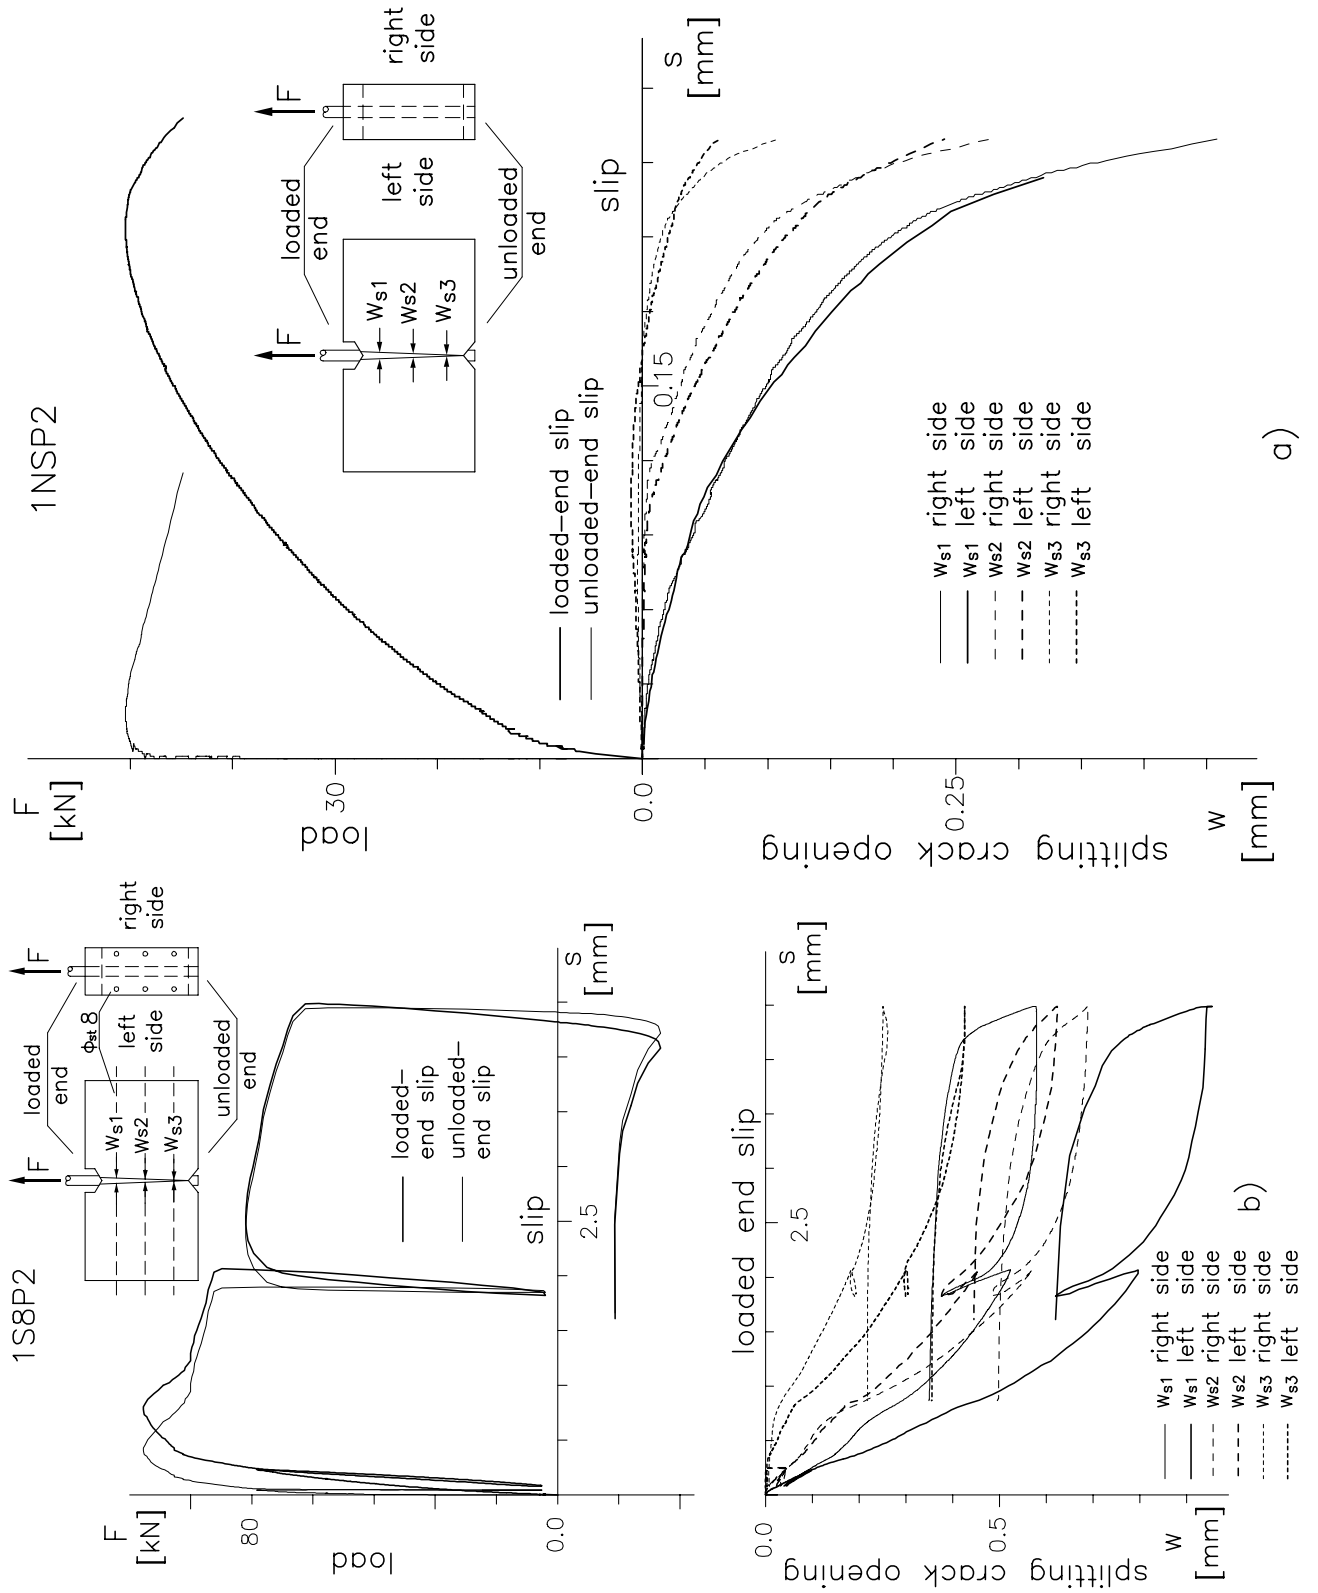 1NSP2
F
[kN]
load
30
0.0
loaded
end
F
F
Ws1
Ws2
Ws3
unloaded
end
left
side
right
side
loaded-end slip
unloaded-end slip
slip
s
[mm]
0.15
0.25
splitting crack opening
w
[mm]
Ws1 right side
Ws1 left side
Ws2 right side
Ws2 left side
Ws3 right side
Ws3 left side
a)
1S8P2
F
[kN]
load
80
0.0
loaded
end
ϕst 8
F
F
Ws1
Ws2
Ws3
unloaded
end
left
side
right
side
loaded-
end slip
unloaded-
end slip
slip
2.5
s
[mm]
loaded end slip
2.5
s
[mm]
0.0
0.5
splitting crack opening
w
[mm]
Ws1 right side
Ws1 left side
Ws2 right side
Ws2 left side
Ws3 right side
Ws3 left side
b)